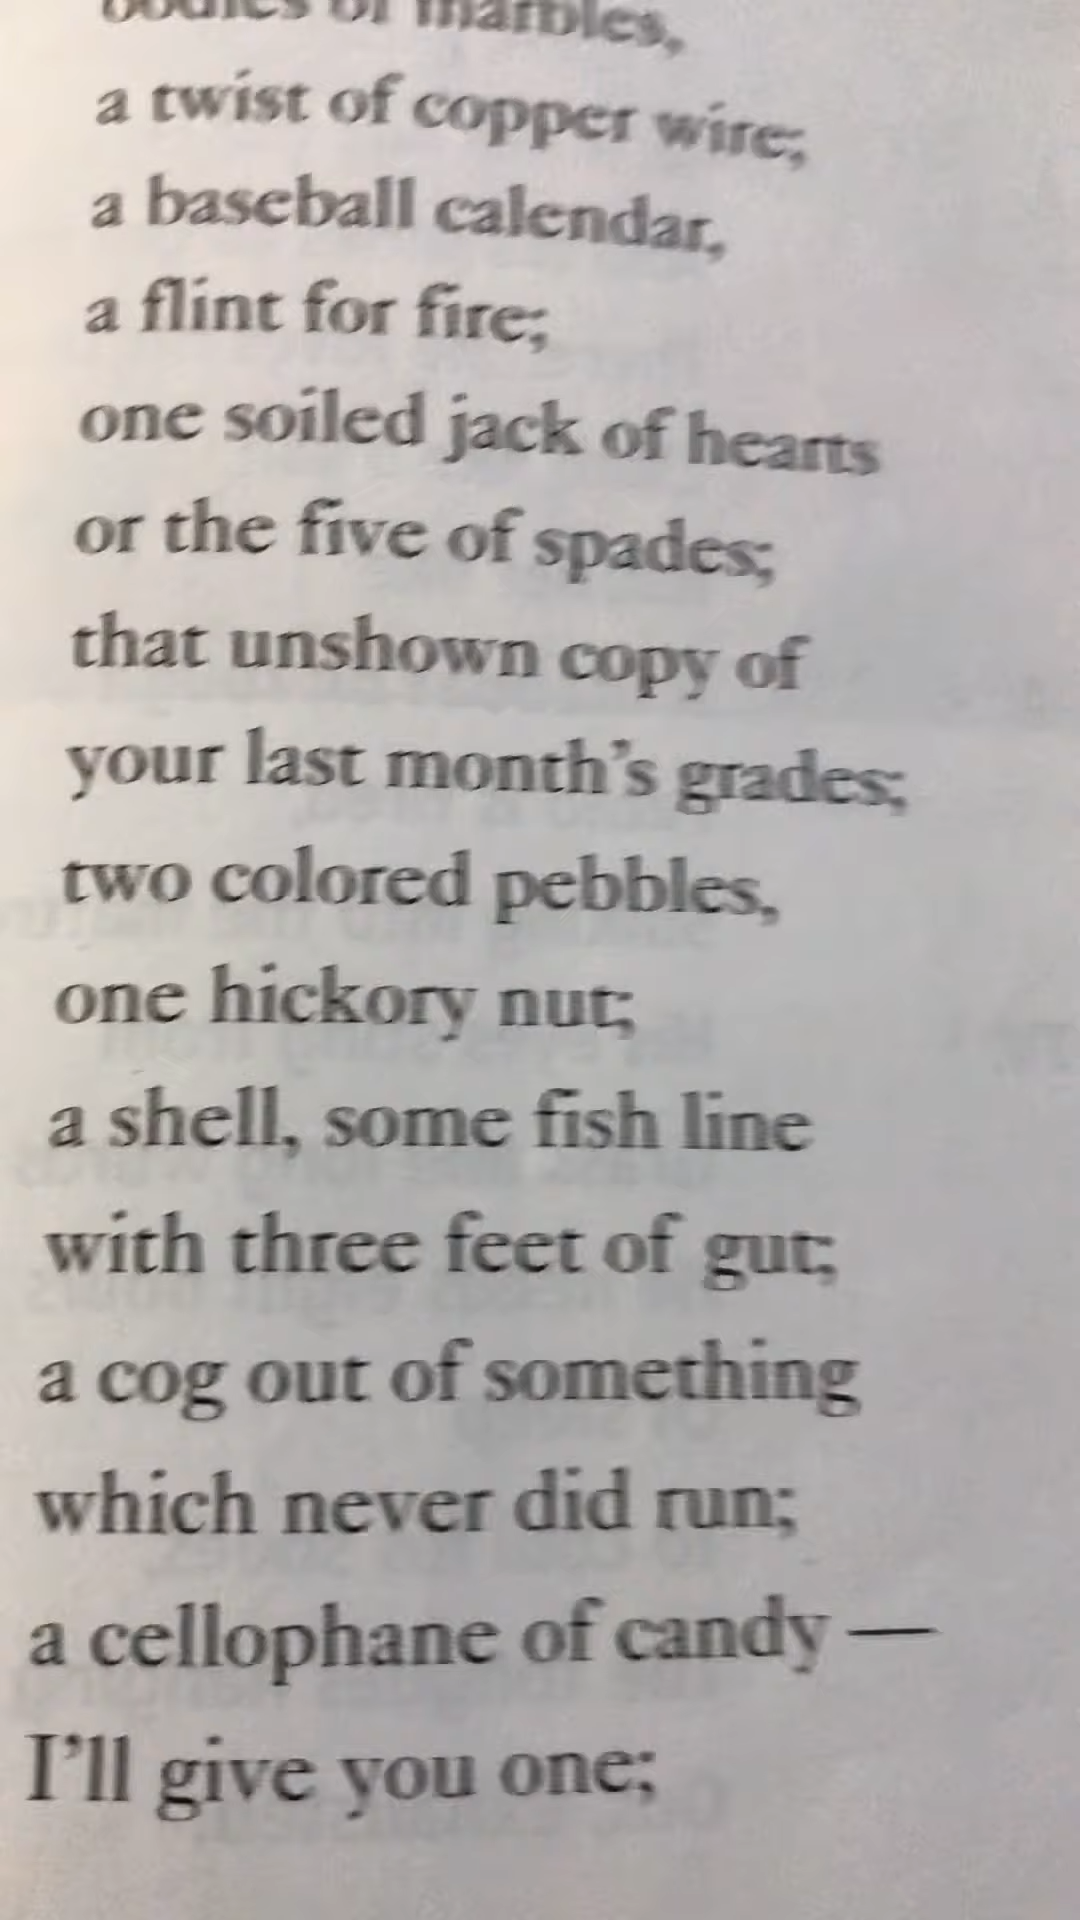 bodies of marbles,
a twist of copper wire;
a baseball calendar,
a flint for fire;
one soiled jack of hearts
or the five of spades;
that unshown copy of
your last month's grades;
two colored pebbles,
one hickory nut;
a shell, some fish line
with three feet of gut;
a cog out of something
which never did run;
a cellophane of candy —
I'll give you one;